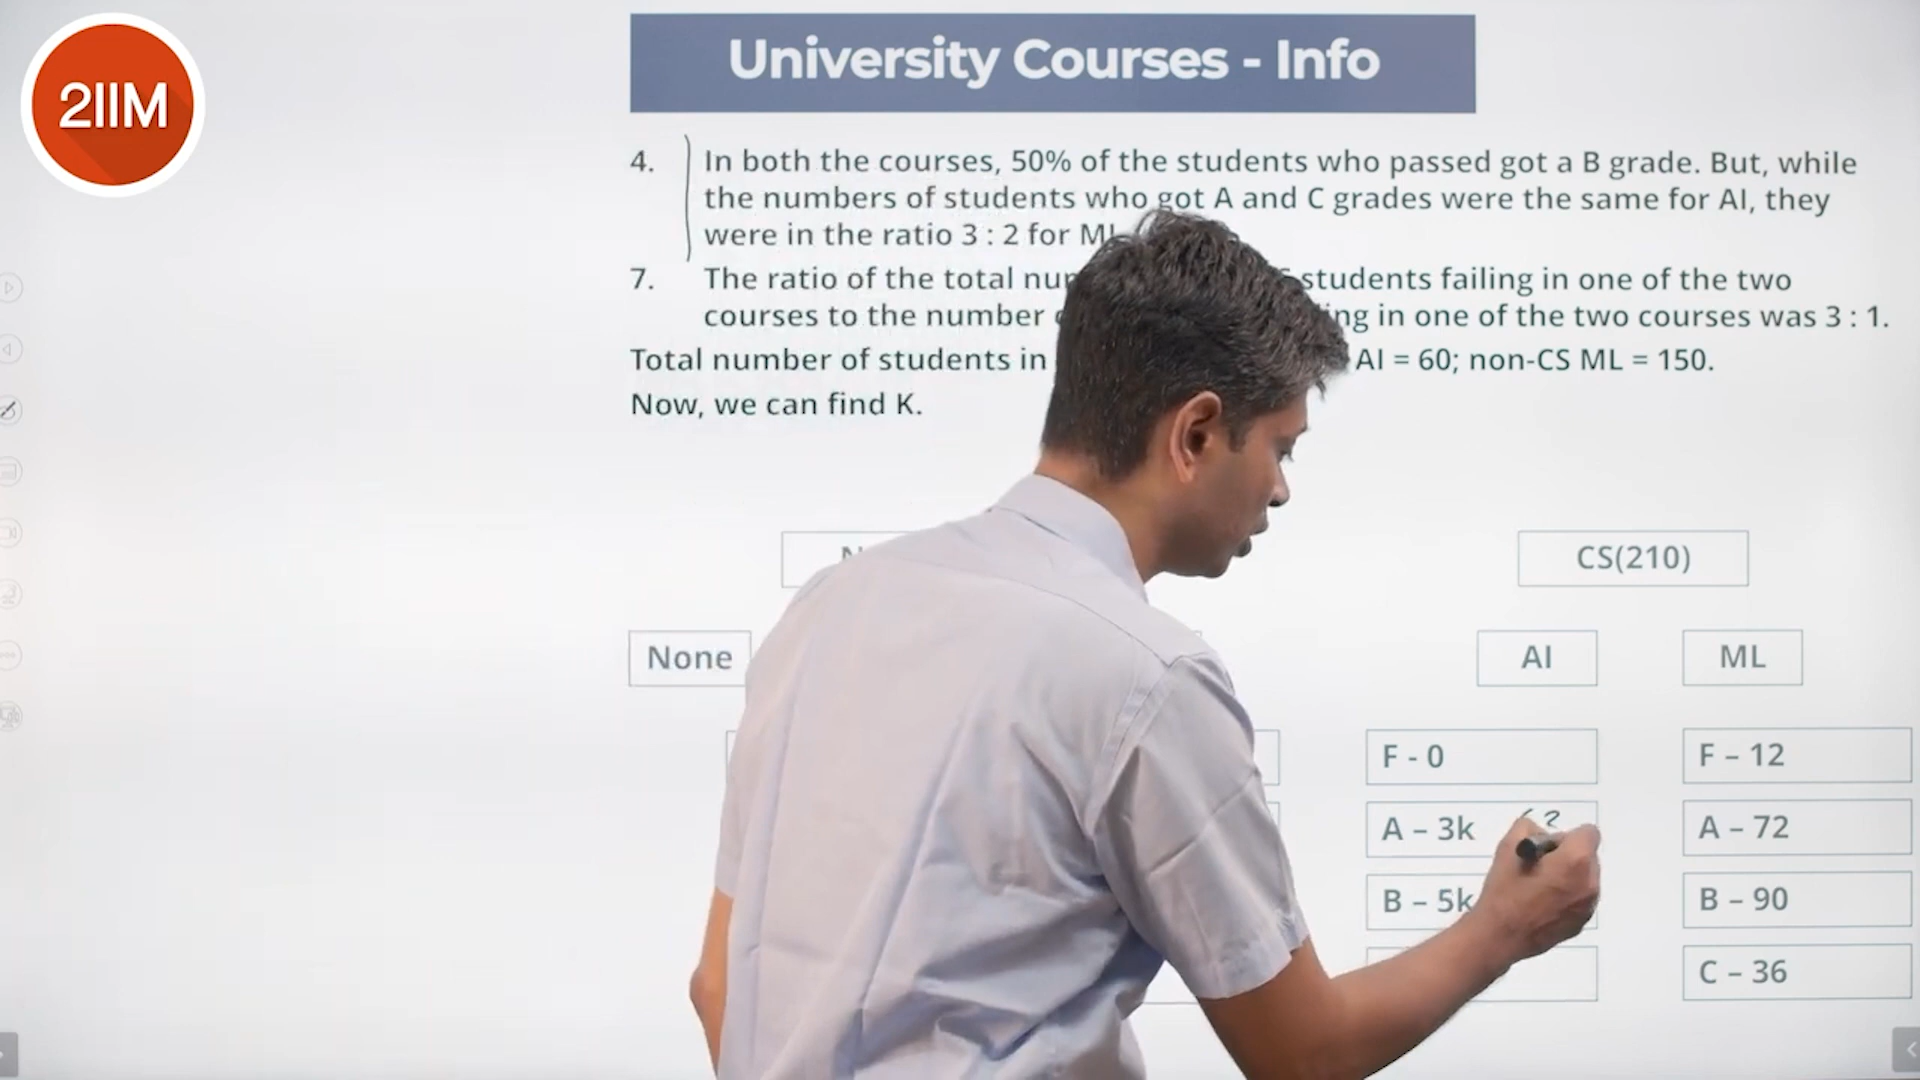 2IIM
University Courses - Info
4. In both the courses, 50% of the students who passed got a B grade. But, while
the numbers of students who got A and C grades were the same for AI, they
were in the ratio 3 : 2 for
7. The ratio of the total students failing in one of the two
courses to the number in one of the two courses was 3 : 1.
Total number of students in AI = 60; non-CS ML = 150.
Now, we can find K.
CS(210)
None AI ML
F - 0 F – 12
A – 3k A – 72
B – 5k B – 90
C – 36